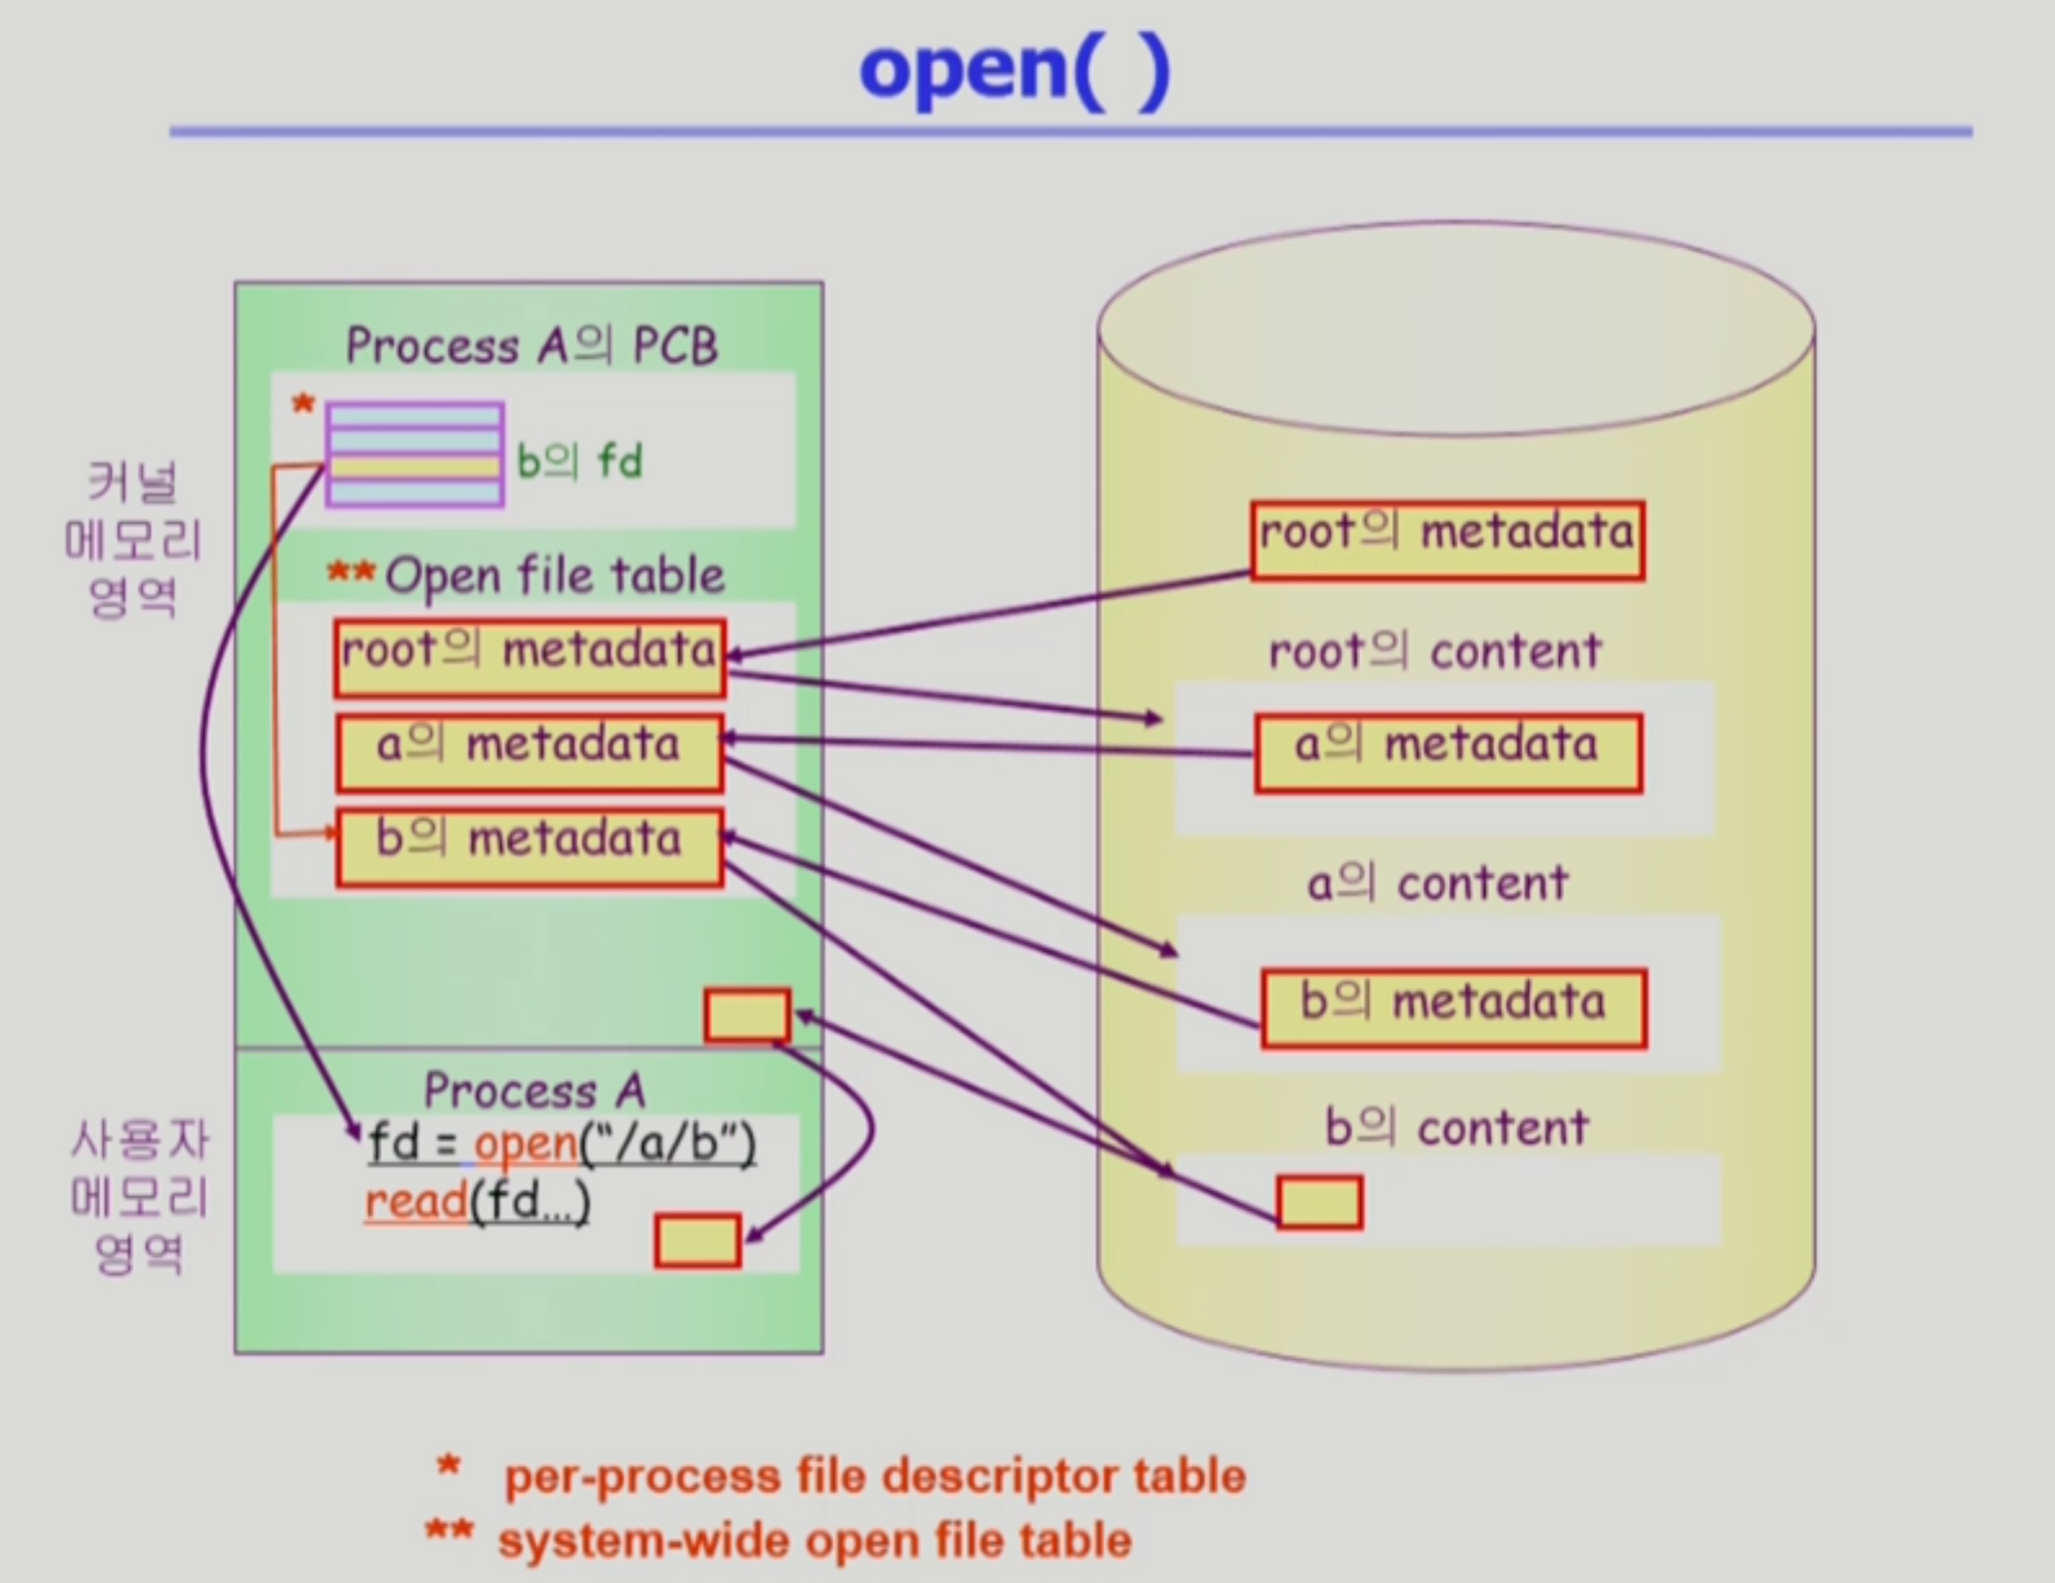 open( )
Process A의 PCB
*
b의 fd
커널
메모리
영역
** Open file table
root의 metadata
a의 metadata
b의 metadata
Process A
fd = open(“/a/b”)
read(fd...)
사용자
메모리
영역
root의 metadata
root의 content
a의 metadata
a의 content
b의 metadata
b의 content
* per-process file descriptor table
** system-wide open file table